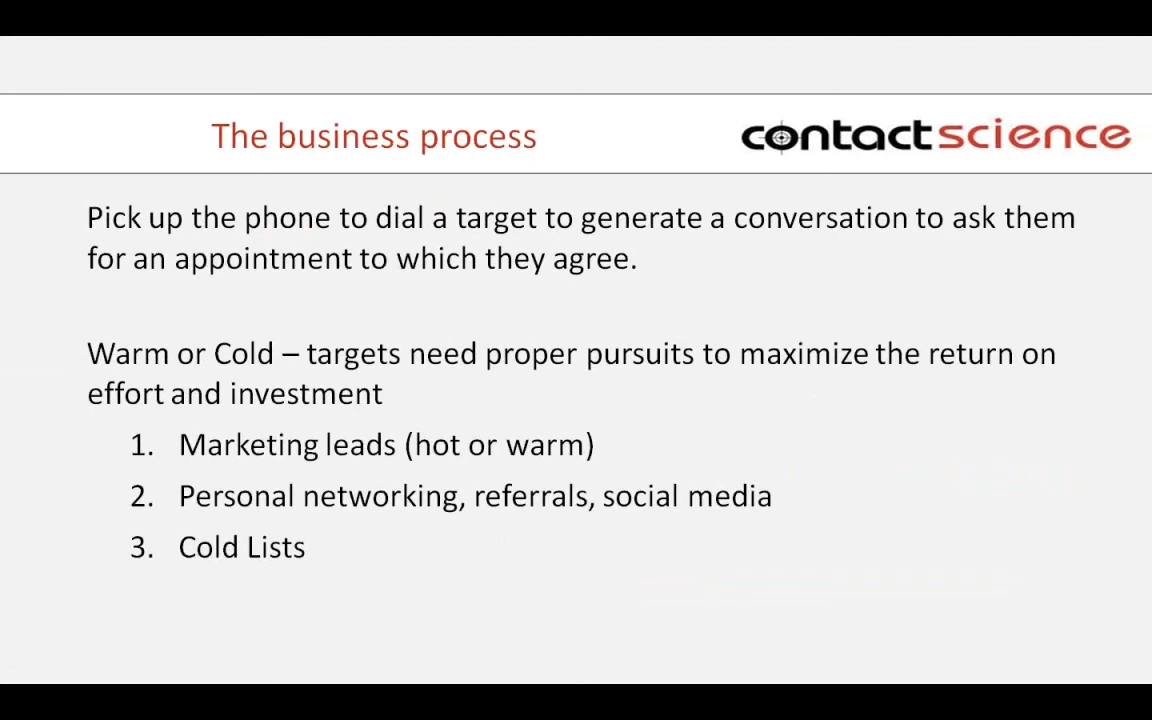 The business process
contactscience
Pick up the phone to dial a target to generate a conversation to ask them
for an appointment to which they agree.
Warm or Cold – targets need proper pursuits to maximize the return on
effort and investment
1. Marketing leads (hot or warm)
2. Personal networking, referrals, social media
3. Cold Lists